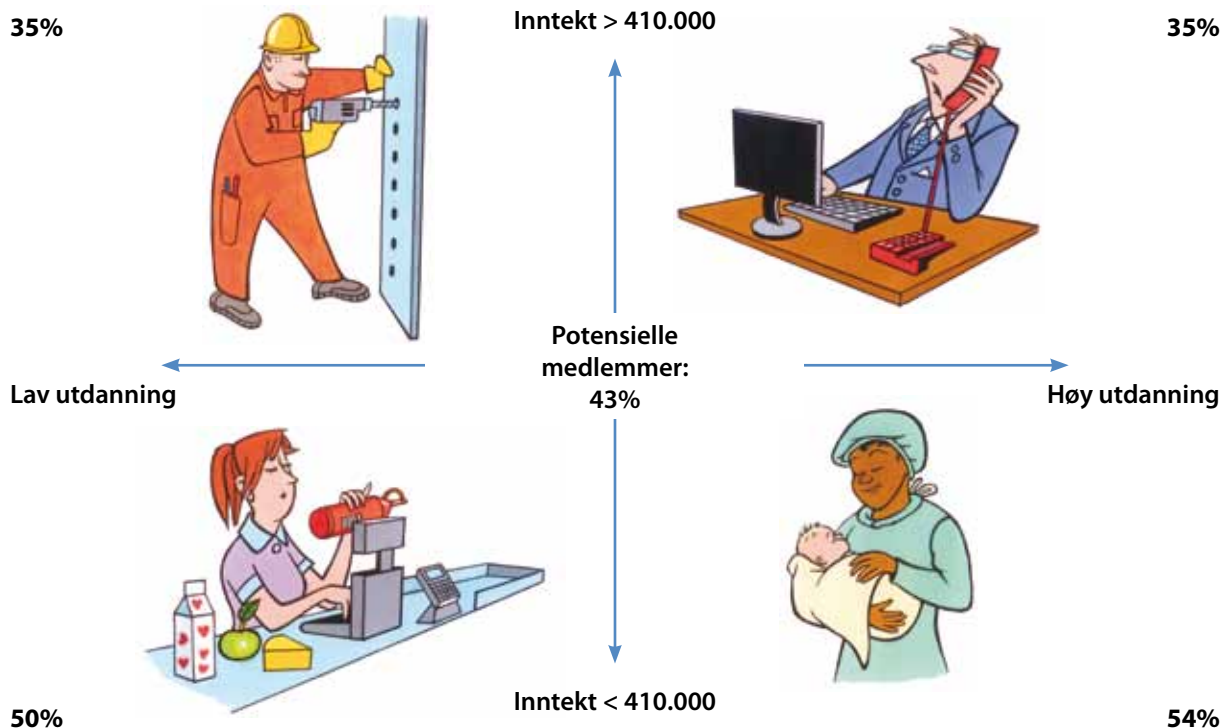 35%
Inntekt > 410.000
35%
Potensielle
medlemmer:
43%
Lav utdanning
Høy utdanning
50%
Inntekt < 410.000
54%